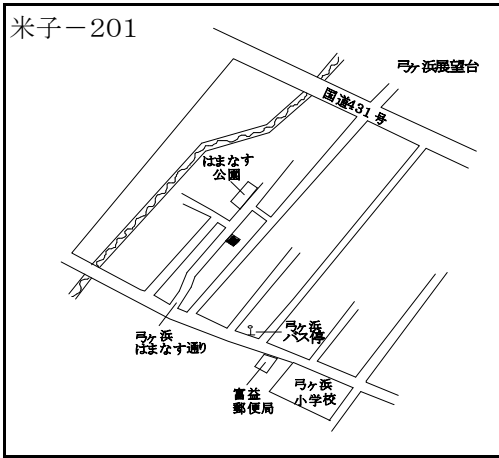 米子－201
弓ヶ浜展望台
国道431号
はまなす
公園
弓ヶ浜
はまなす通り
弓ヶ浜
バス停
富益
郵便局
弓ヶ浜
小学校